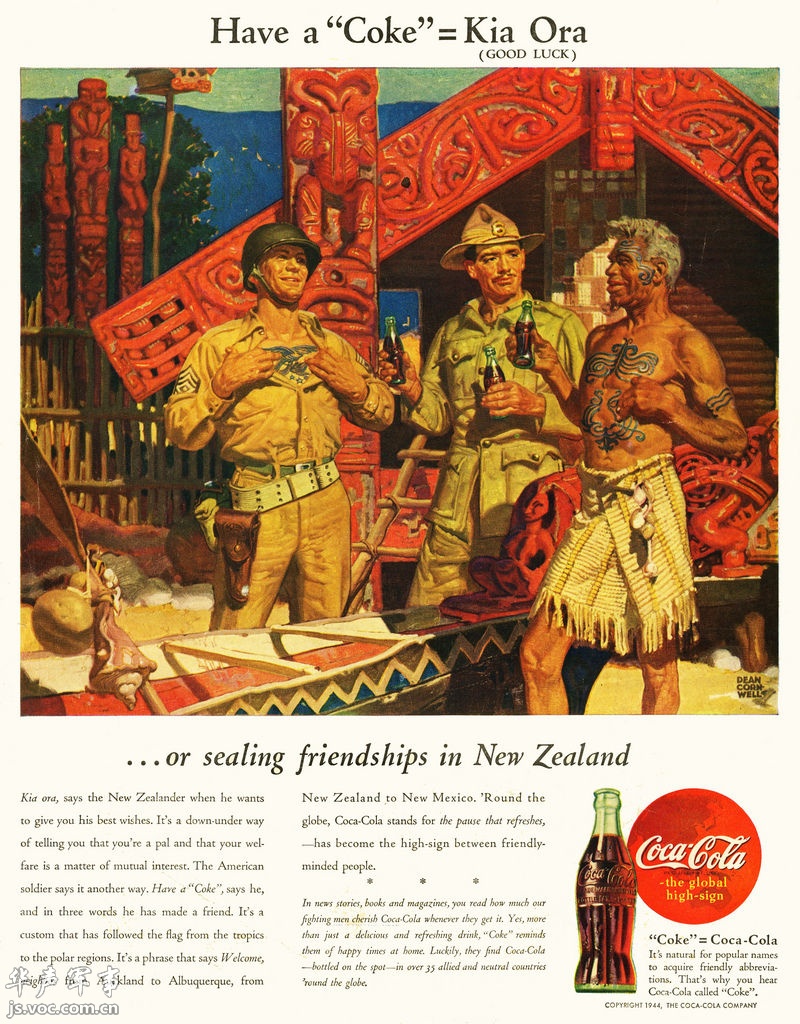 Have a “Coke” = Kia Ora
(GOOD LUCK)
DEAN
CORN-
WELL
...or sealing friendships in New Zealand
Kia ora, says the New Zealander when he wants
to give you his best wishes. It’s a down-under way
of telling you that you’re a pal and that your wel-
fare is a matter of mutual interest. The American
soldier says it another way. Have a “Coke”, says he,
and in three words he has made a friend. It’s a
custom that has followed the flag from the tropics
to the polar regions. It’s a phrase that says Welcome,
from Auckland to Albuquerque, from
New Zealand to New Mexico. ’Round the
globe, Coca-Cola stands for the pause that refreshes,
—has become the high-sign between friendly-
minded people.
* * *
In news stories, books and magazines, you read how much our
fighting men cherish Coca-Cola whenever they get it. Yes, more
than just a delicious and refreshing drink, “Coke” reminds
them of happy times at home. Luckily, they find Coca-Cola
—bottled on the spot—in over 35 allied and neutral countries
’round the globe.
Coca-Cola
Coca-Cola
-the global
high-sign
“Coke” = Coca-Cola
It’s natural for popular names
to acquire friendly abbrevia-
tions. That’s why you hear
Coca-Cola called “Coke”.
COPYRIGHT 1944, THE COCA-COLA COMPANY
华声军事
js.voc.com.cn